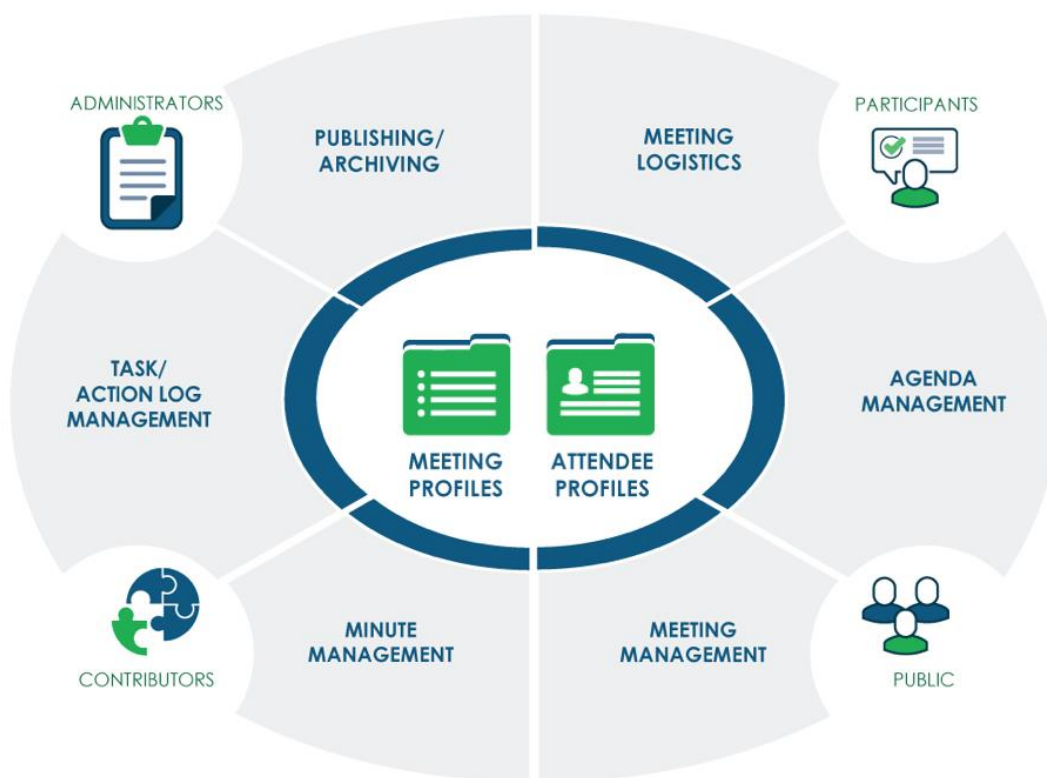 ADMINISTRATORS
PUBLISHING/
ARCHIVING
MEETING
LOGISTICS
PARTICIPANTS
TASK/
ACTION LOG
MANAGEMENT
MEETING
PROFILES
ATTENDEE
PROFILES
AGENDA
MANAGEMENT
CONTRIBUTORS
MINUTE
MANAGEMENT
MEETING
MANAGEMENT
PUBLIC